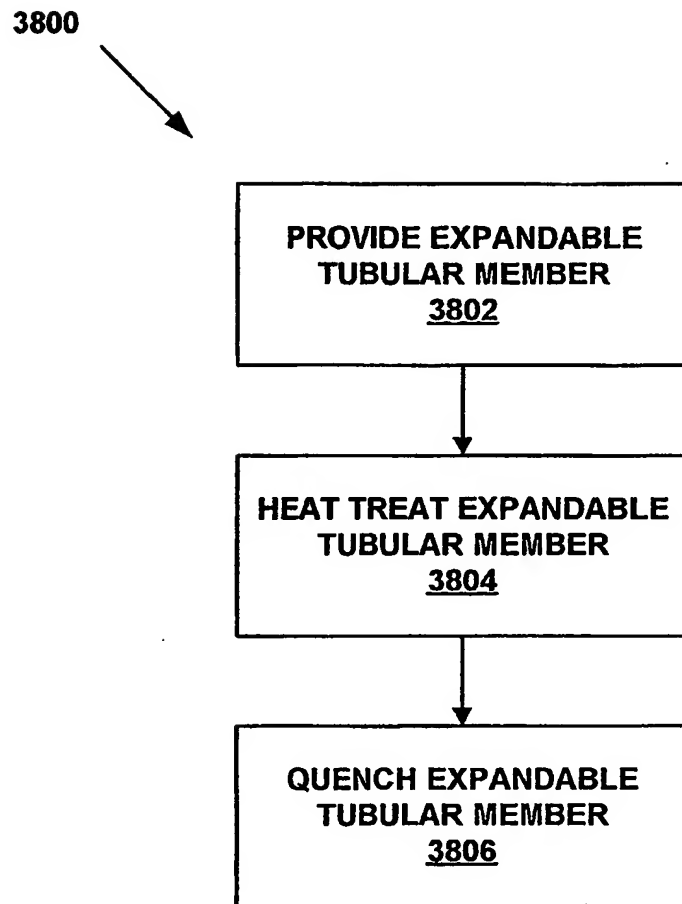 3800
PROVIDE EXPANDABLE
TUBULAR MEMBER
3802
HEAT TREAT EXPANDABLE
TUBULAR MEMBER
3804
QUENCH EXPANDABLE
TUBULAR MEMBER
3806